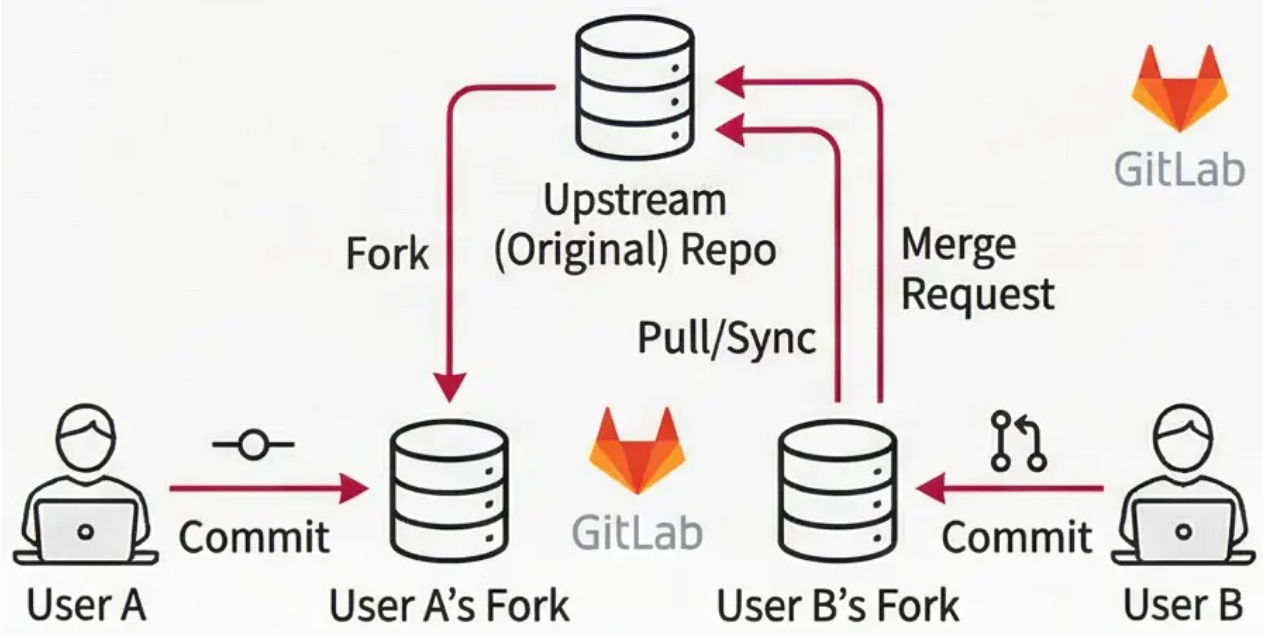 GitLab
Upstream
(Original) Repo
Fork
Merge
Request
Pull/Sync
Commit
GitLab
Commit
User A
User A's Fork
User B's Fork
User B